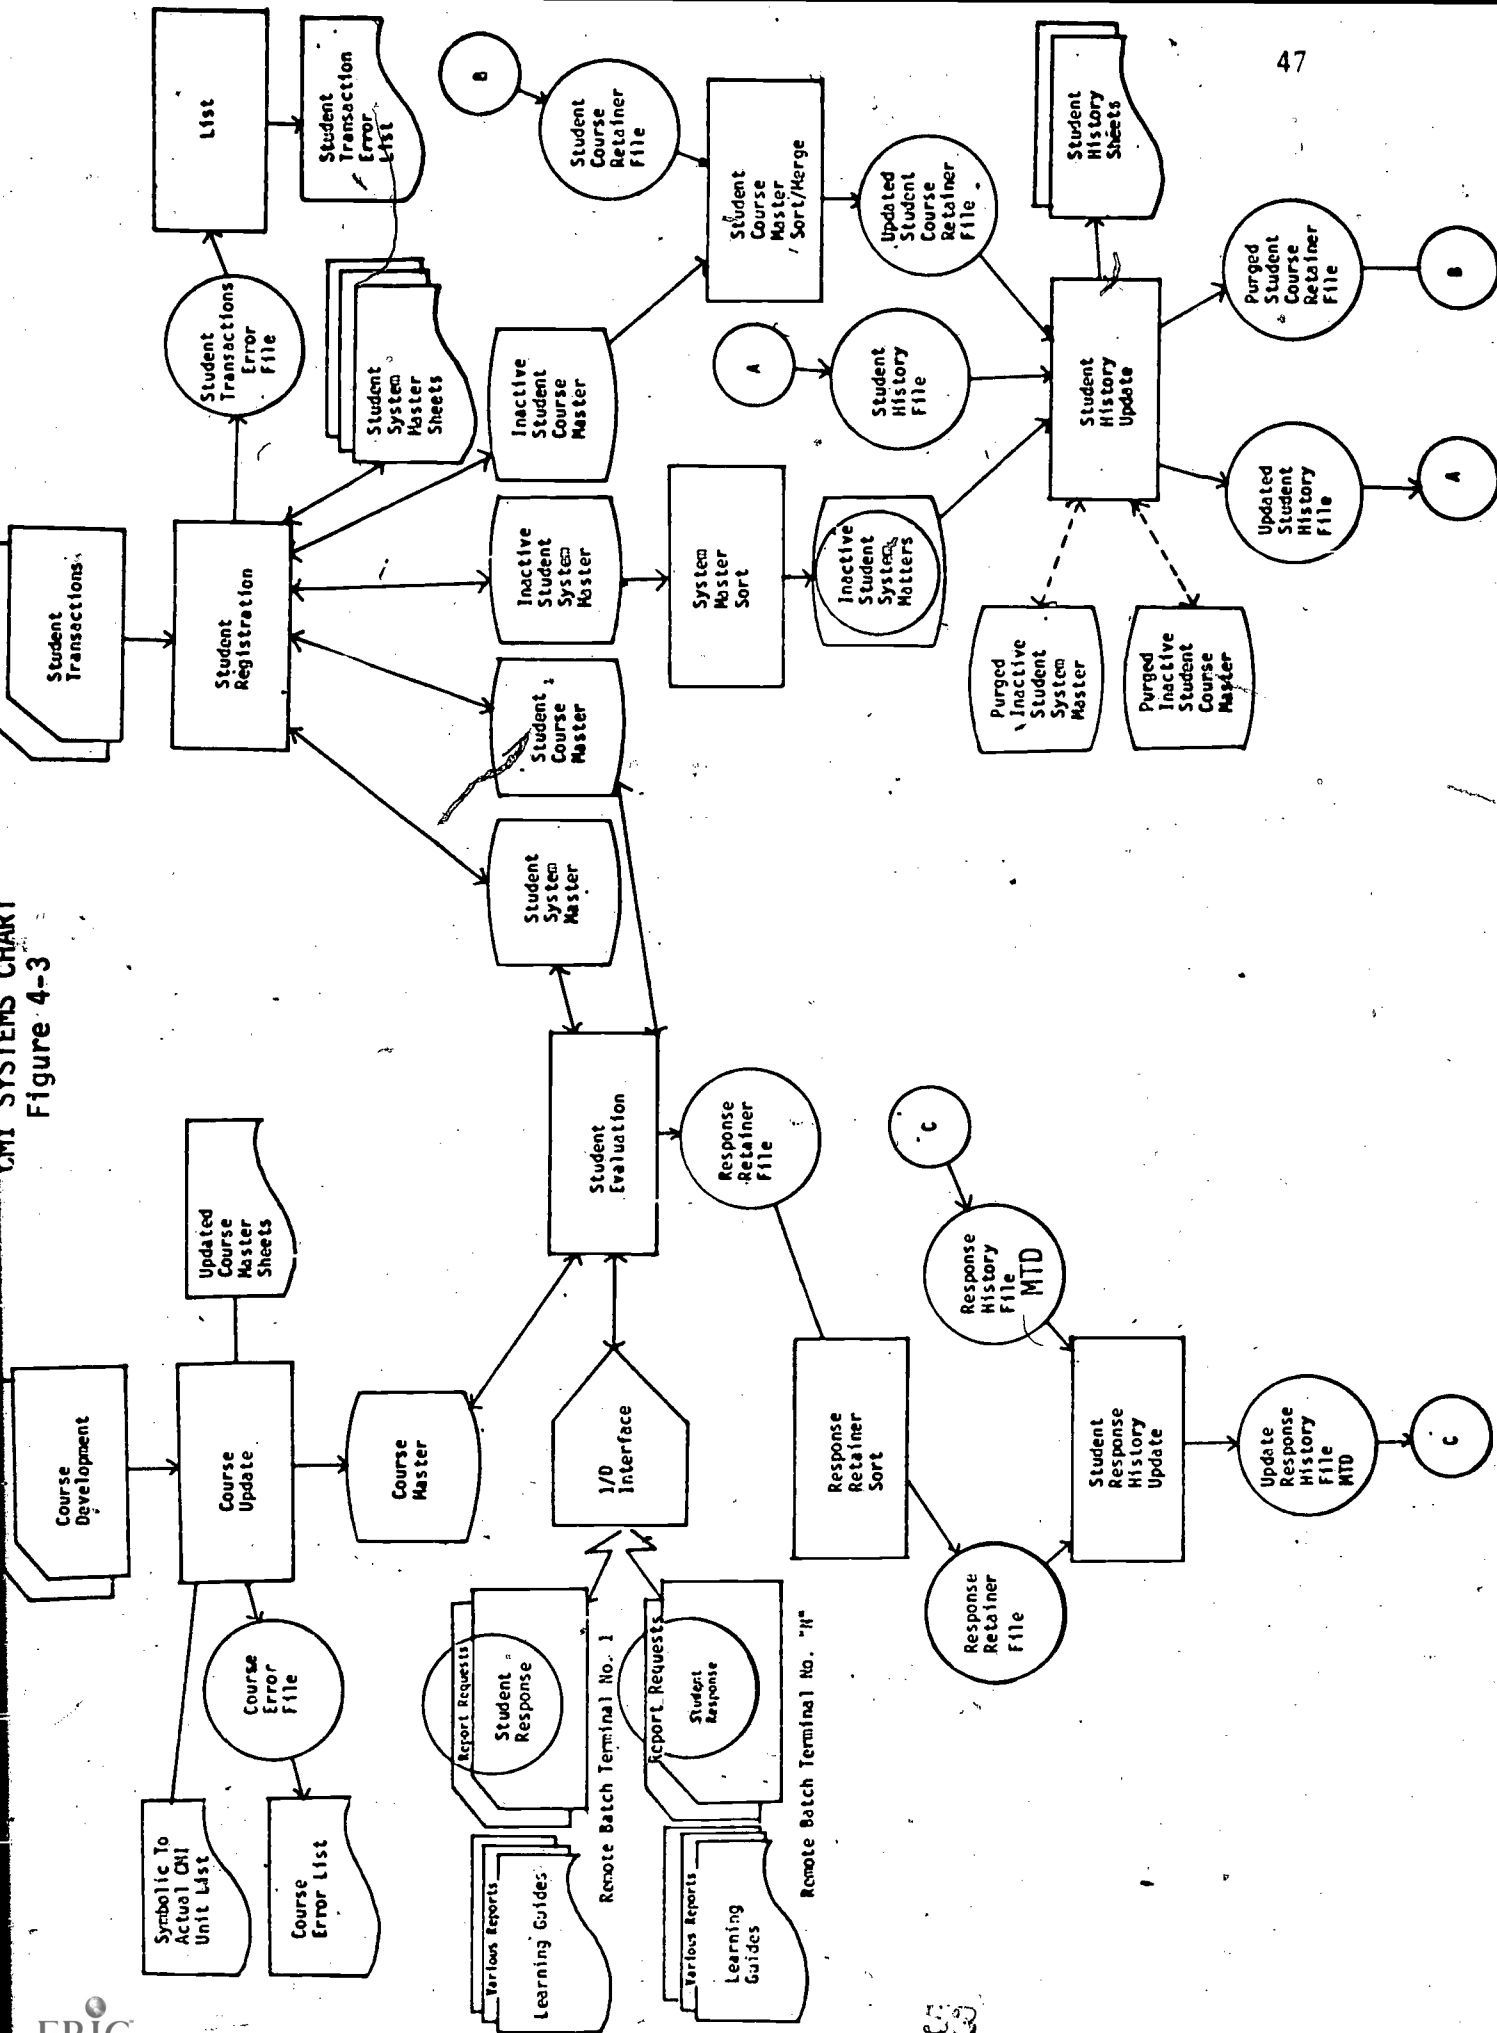 CMI SYSTEMS CHART
Figure 4-3
47
Course
Development
Course
Update
Updated
Course
Master
Sheets
Symbolic To
Actual CMI
Unit List
Course
Error
File
Course
Error List
Course
Master
Student
Transactions
Student
Registration
Student
Transactions
Error
File
List
Student
Transaction
Error
List
Student
System
Master
Sheets
Student
System
Master
Student
Course
Master
Inactive
Student
System
Master
Inactive
Student
Course
Master
Various Reports
Learning Guides
Report Requests
Student
Response
Remote Batch Terminal No. 1
Various Reports
Learning
Guides
Report Requests
Student
Response
Remote Batch Terminal No. "N"
I/O
Interface
Student
Evaluation
Response
Retainer
File
Response
Retainer
Sort
Response
Retainer
File
C
Response
History
File
MTD
Student
Response
History
Update
Update
Response
History
File
MTD
C
System
Master
Sort
Inactive
Student
System
Matters
B
Student
Course
Retainer
File
Student
Course
Master
Sort/Merge
Updated
Student
Course
Retainer
File
A
Student
History
File
Student
History
Update
Student
History
Sheets
Purged
Inactive
Student
System
Master
Purged
Inactive
Student
Course
Master
Updated
Student
History
File
A
Purged
Student
Course
Retainer
File
B
ERIC